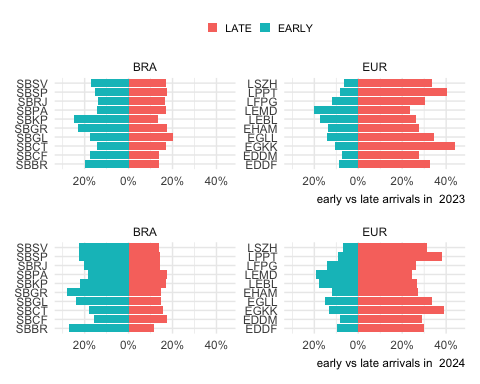 LATE EARLY
BRA EUR
SBSV LSZH
SBSP LPPT
SBRJ LFPG
SBPA LEMD
SBKP LEBL
SBGR EHAM
SBGL EGLL
SBCT EGKK
SBCF EDDM
SBBR EDDF
20% 0% 20% 40% 20% 0% 20% 40%
early vs late arrivals in 2023
BRA EUR
SBSV LSZH
SBSP LPPT
SBRJ LFPG
SBPA LEMD
SBKP LEBL
SBGR EHAM
SBGL EGLL
SBCT EGKK
SBCF EDDM
SBBR EDDF
20% 0% 20% 40% 20% 0% 20% 40%
early vs late arrivals in 2024